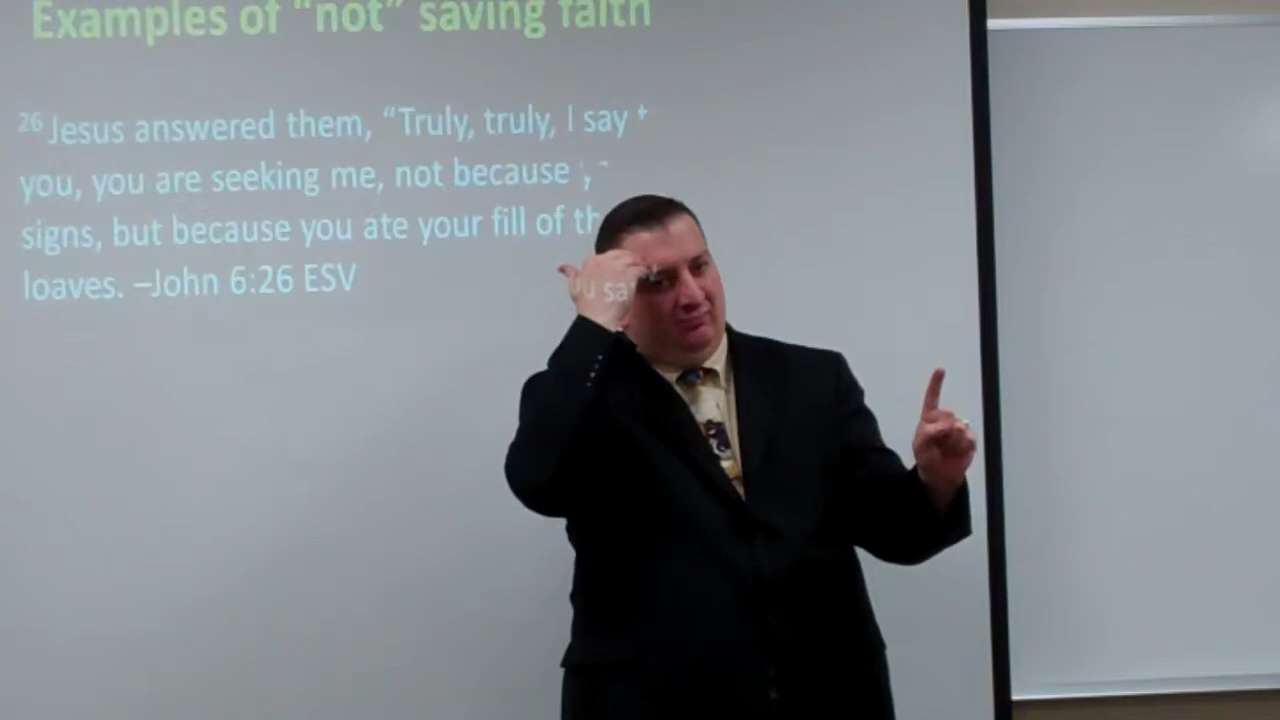 Examples of “not” saving faith
26 Jesus answered them, “Truly, truly, I say
you, you are seeking me, not because
signs, but because you ate your fill of
loaves. –John 6:26 ESV